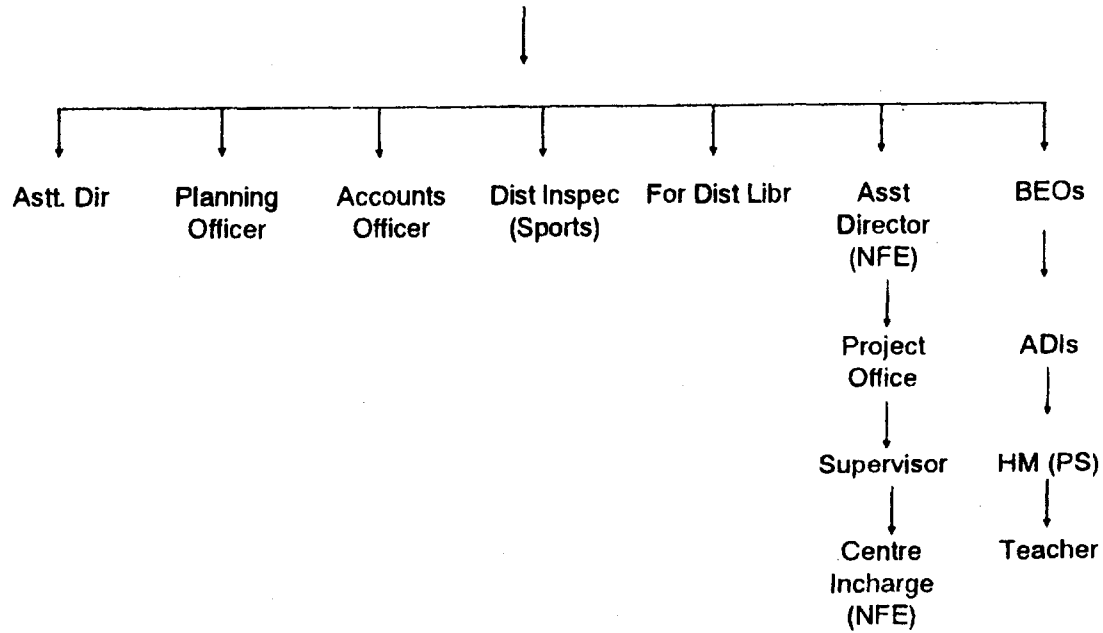 Astt. Dir
Planning
Officer
Accounts
Officer
Dist Inspec
(Sports)
For Dist Libr
Asst
Director
(NFE)
BEOs
Project
Office
ADIs
Supervisor
HM (PS)
Centre
Incharge
(NFE)
Teacher